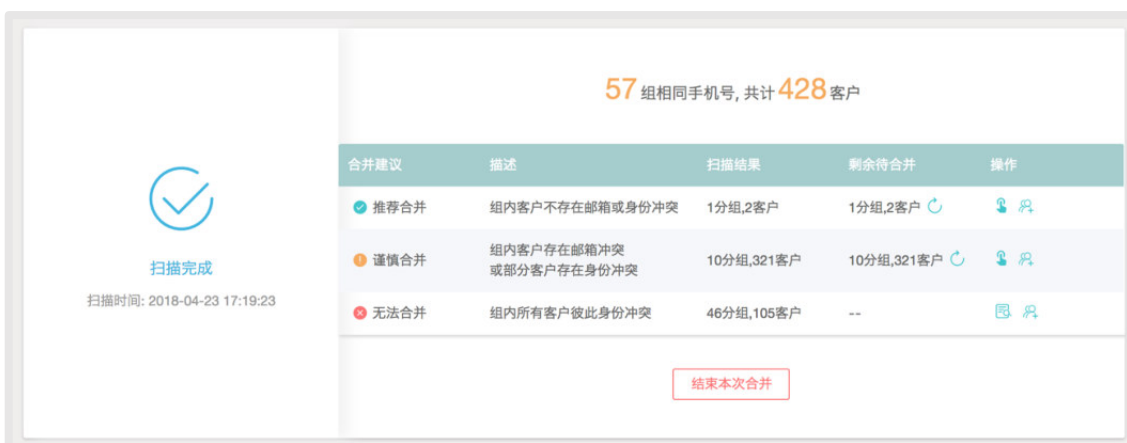 57 组相同手机号, 共计 428 客户
合并建议 描述 扫描结果 剩余待合并 操作
推荐合并 组内客户不存在邮箱或身份冲突 1分组,2客户 1分组,2客户
谨慎合并 组内客户存在邮箱冲突
或部分客户存在身份冲突 10分组,321客户 10分组,321客户
无法合并 组内所有客户彼此身份冲突 46分组,105客户 --
扫描完成
扫描时间: 2018-04-23 17:19:23
结束本次合并